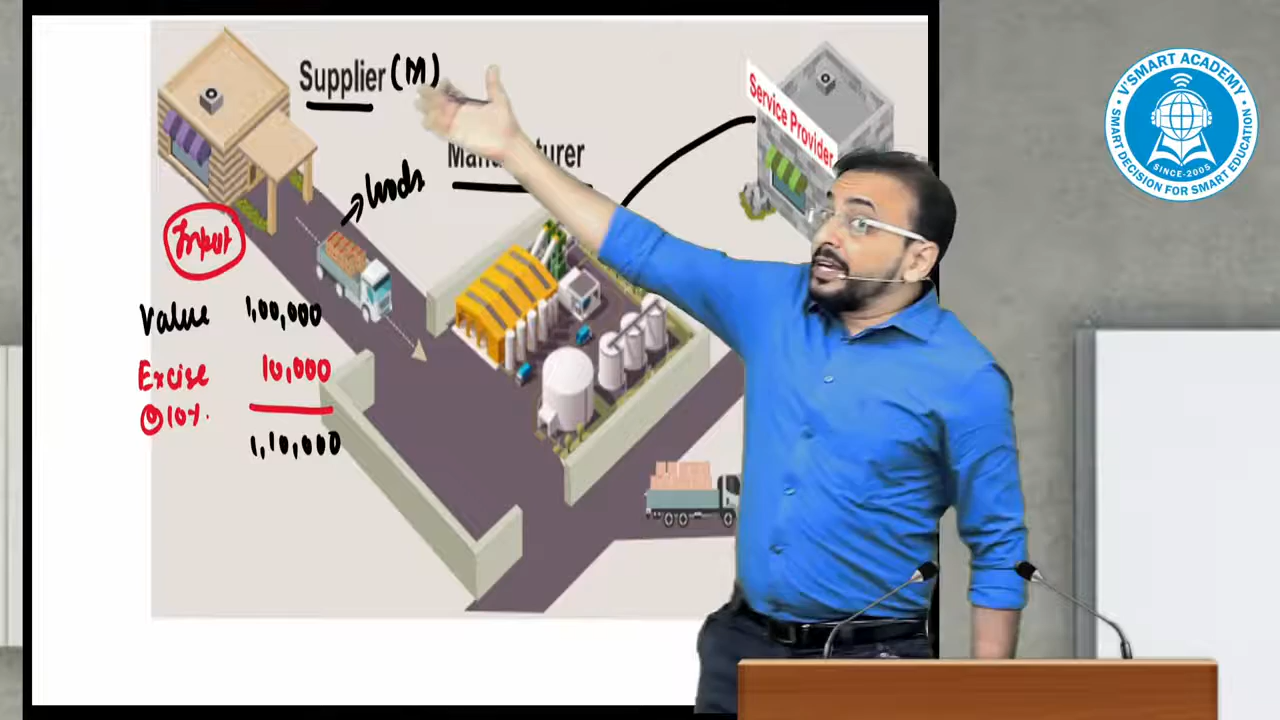 Supplier (M)
Service Provider
Goods
Input
Value 1,00,000
Excise 10,000
@10%.
1,10,000
V'SMART ACADEMY
SMART DECISION FOR SMART EDUCATION
SINCE-2005